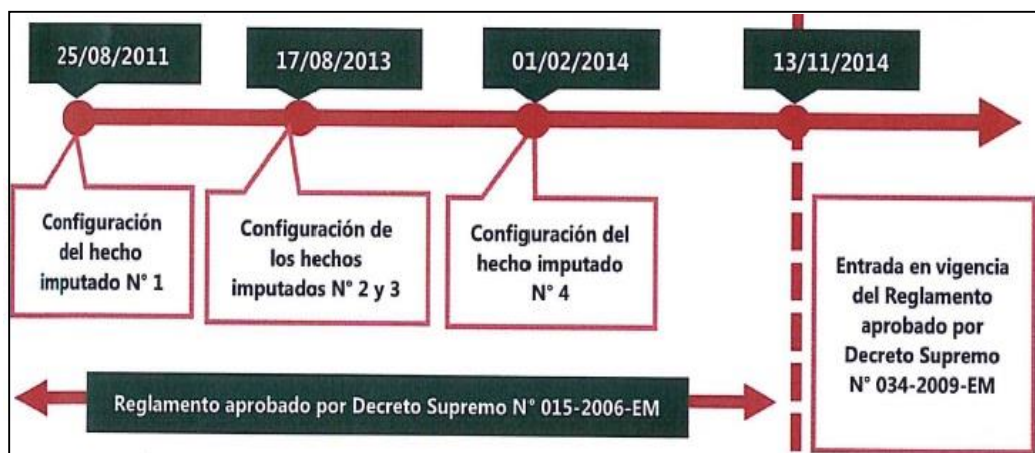 25/08/2011
17/08/2013
01/02/2014
13/11/2014
Configuración
del hecho
imputado N° 1
Configuración de
los hechos
imputados N° 2 y 3
Configuración del
hecho imputado
N° 4
Entrada en vigencia
del Reglamento
aprobado por
Decreto Supremo
N° 034-2009-EM
Reglamento aprobado por Decreto Supremo N° 015-2006-EM